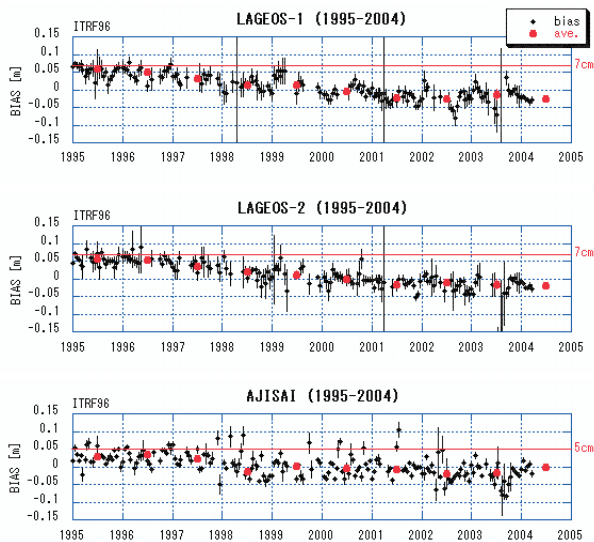 LAGEOS-1 (1995-2004)
bias
ave.
ITRF96
0.15
0.1
0.05
0
-0.05
-0.1
-0.15
BIAS [m]
7cm
1995 1996 1997 1998 1999 2000 2001 2002 2003 2004 2005
LAGEOS-2 (1995-2004)
ITRF96
0.15
0.1
0.05
0
-0.05
-0.1
-0.15
BIAS [m]
7cm
1995 1996 1997 1998 1999 2000 2001 2002 2003 2004 2005
AJISAI (1995-2004)
ITRF96
0.15
0.1
0.05
0
-0.05
-0.1
-0.15
BIAS [m]
5cm
1995 1996 1997 1998 1999 2000 2001 2002 2003 2004 2005